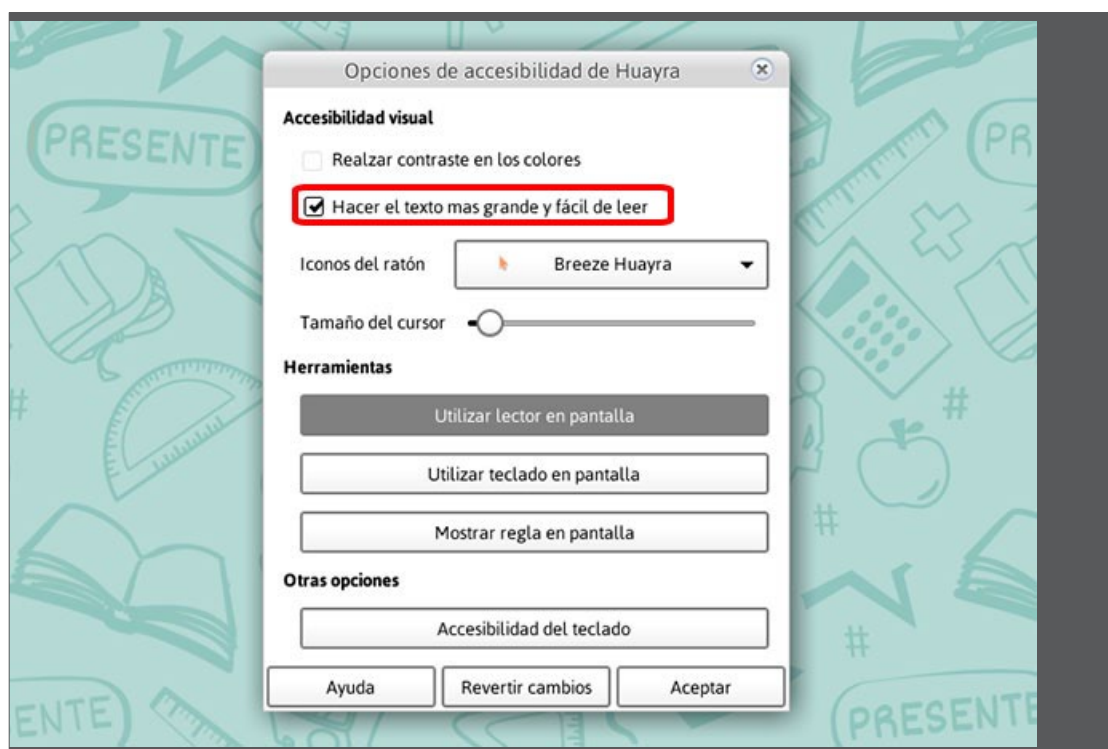 Opciones de accesibilidad de Huayra
Accesibilidad visual
Realzar contraste en los colores
Hacer el texto mas grande y fácil de leer
Iconos del ratón
Breeze Huayra
Tamaño del cursor
Herramientas
Utilizar lector en pantalla
Utilizar teclado en pantalla
Mostrar regla en pantalla
Otras opciones
Accesibilidad del teclado
Ayuda
Revertir cambios
Aceptar
PRESENTE
PR
#
#
#
#
ENTE
PRESENTE